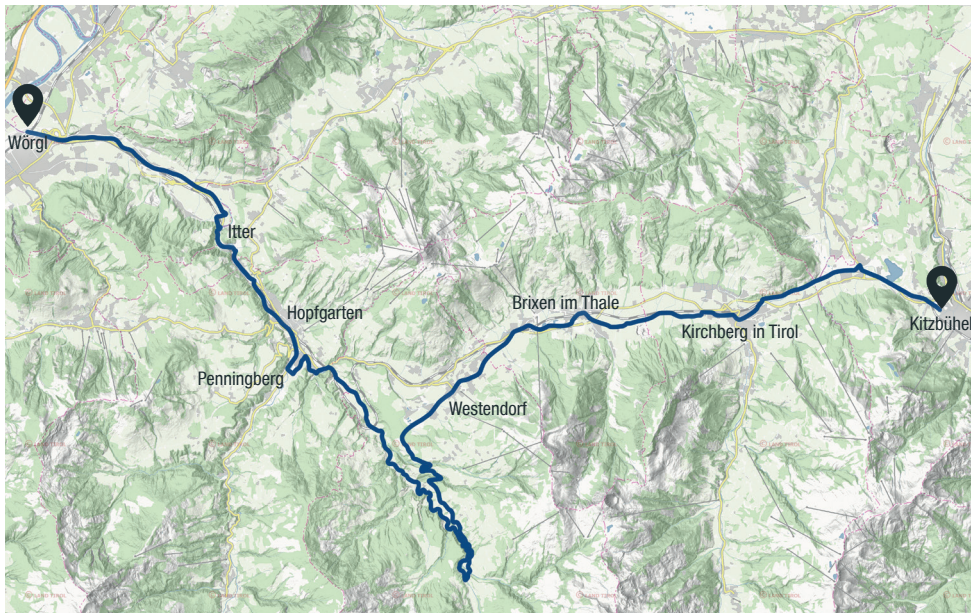 Wörgl
Itter
Hopfgarten
Brixen im Thale
Kitzbühel
Kirchberg in Tirol
Penningberg
Westendorf